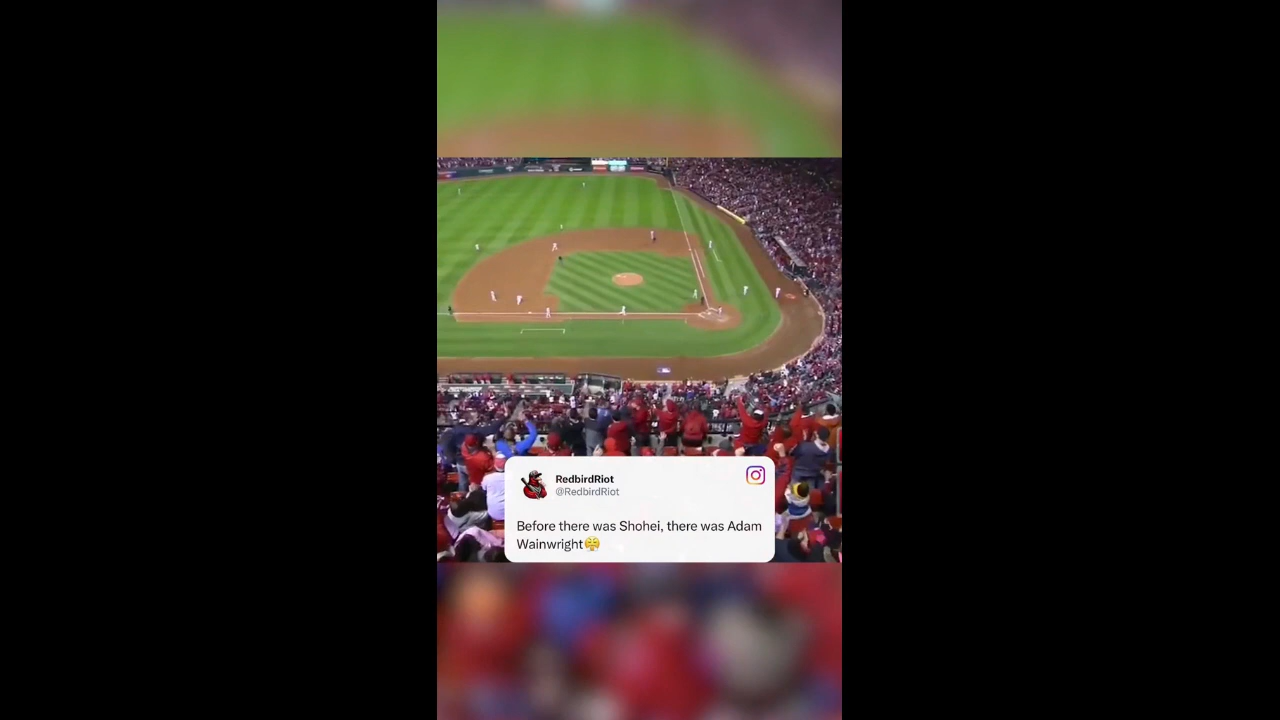 RedbirdRiot
@RedbirdRiot
Before there was Shohei, there was Adam
Wainwright😤